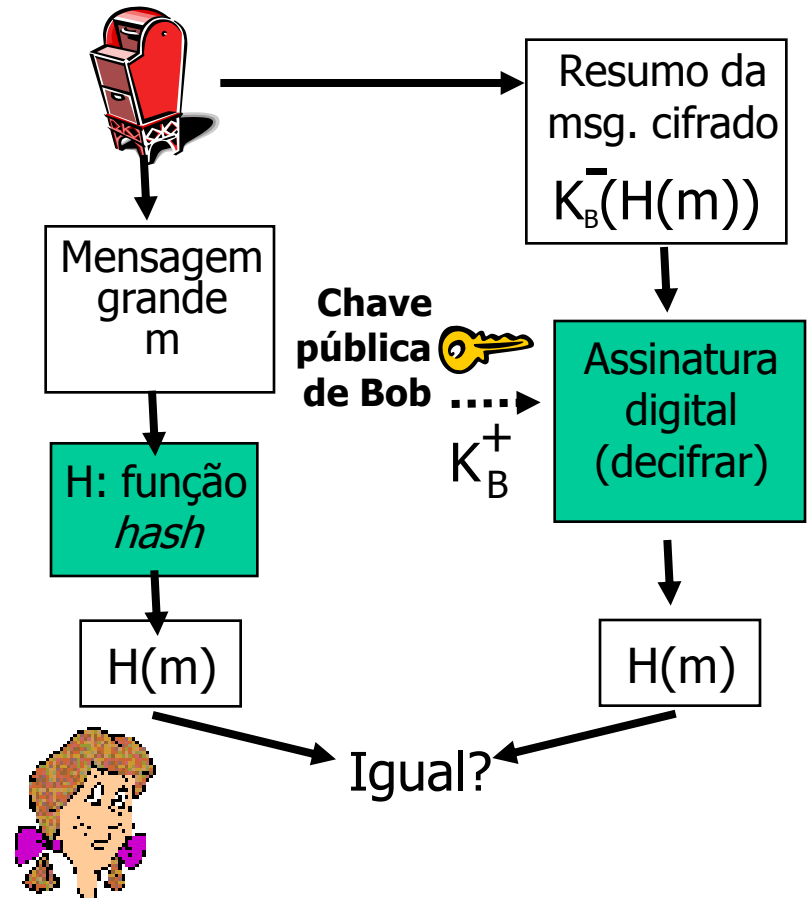 Resumo da
msg. cifrado
K_B^-(H(m))
Mensagem
grande
m
Chave
pública
de Bob
K_B^+
Assinatura
digital
(decifrar)
H: função
hash
H(m)
H(m)
Igual?